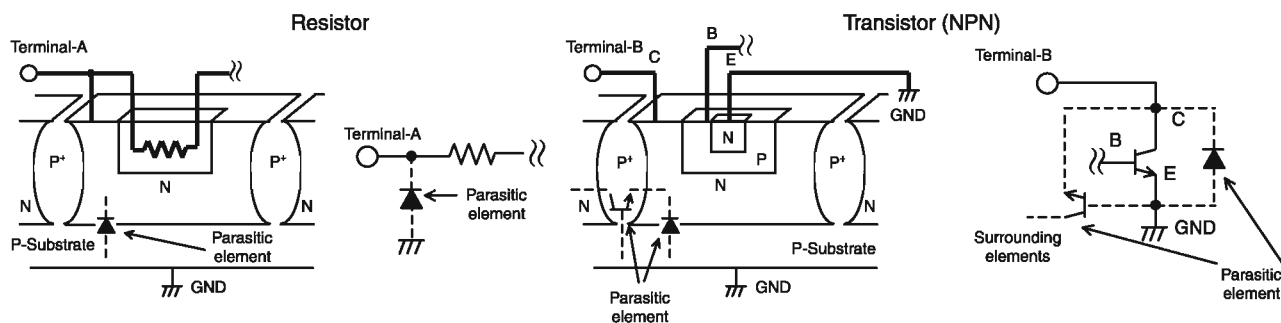 Resistor
Terminal-A
P+
P+
N
N
N
P-Substrate
Parasitic
element
GND
Terminal-A
Parasitic
element
Transistor (NPN)
Terminal-B
C
B
E
GND
P+
N
P
P+
N
N
N
P-Substrate
GND
Parasitic
element
Terminal-B
C
B
E
GND
Surrounding
elements
Parasitic
element